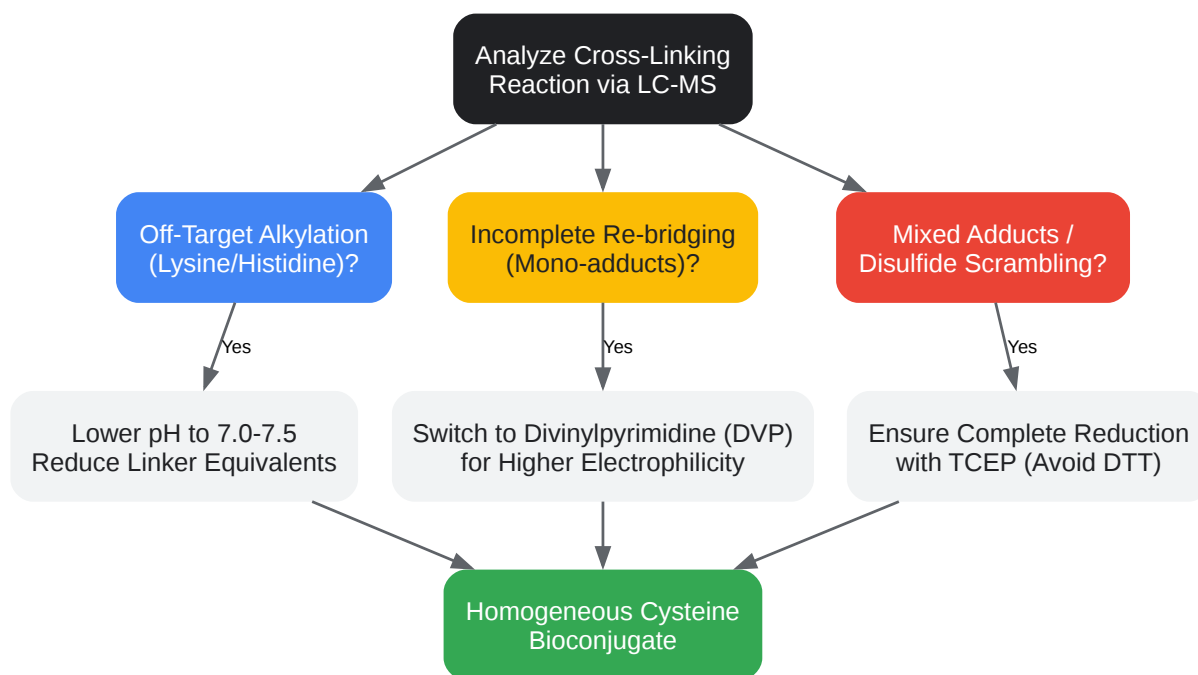 Analyze Cross-Linking
Reaction via LC-MS
Off-Target Alkylation
(Lysine/Histidine)?
Incomplete Re-bridging
(Mono-adducts)?
Mixed Adducts /
Disulfide Scrambling?
Yes
Yes
Yes
Lower pH to 7.0-7.5
Reduce Linker Equivalents
Switch to Divinylpyrimidine (DVP)
for Higher Electrophilicity
Ensure Complete Reduction
with TCEP (Avoid DTT)
Homogeneous Cysteine
Bioconjugate